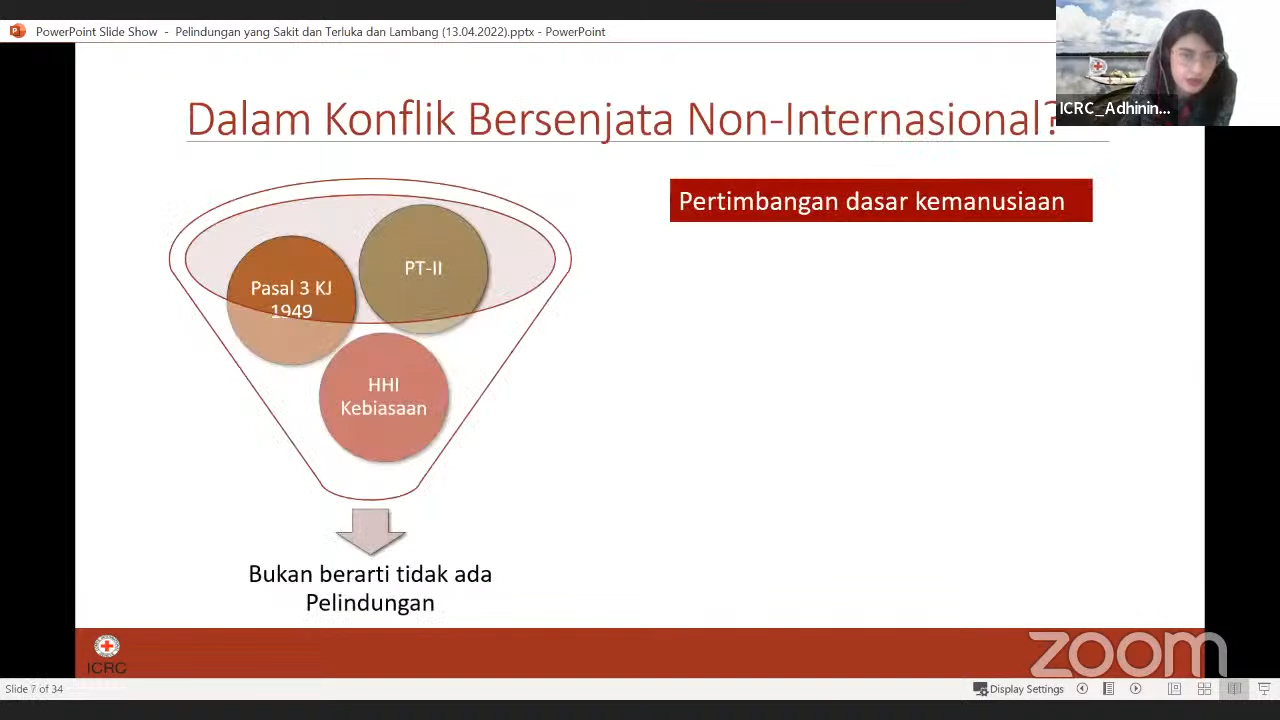 PowerPoint Slide Show - Pelindungan yang Sakit dan Terluka dan Lambang (13.04.2022).pptx - PowerPoint
ICRC_Adhinin...
Dalam Konflik Bersenjata Non-Internasional?
Pertimbangan dasar kemanusiaan
PT-II
Pasal 3 KJ
1949
HHI
Kebiasaan
Bukan berarti tidak ada
Pelindungan
ICRC
zoom
Slide 7 of 34
Display Settings